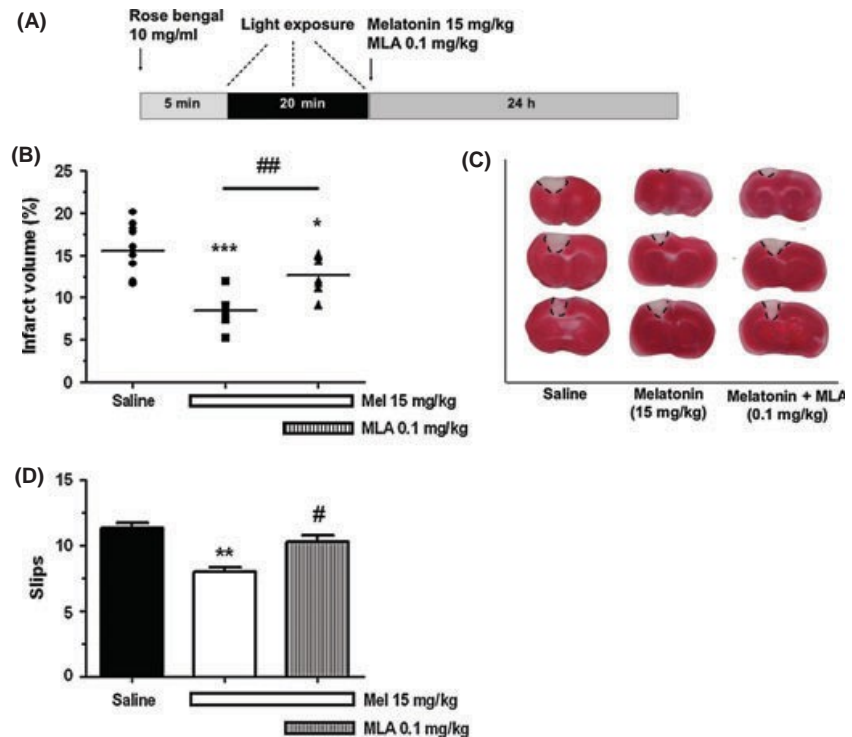 (A)
Rose bengal
10 mg/ml
Light exposure
Melatonin 15 mg/kg
MLA 0.1 mg/kg
5 min
20 min
24 h
(B)
Infarct volume (%)
25
20
15
10
5
0
##
***
*
Saline
Mel 15 mg/kg
MLA 0.1 mg/kg
(C)
Saline
Melatonin
(15 mg/kg)
Melatonin + MLA
(0.1 mg/kg)
(D)
Slips
15
10
5
0
**
#
Saline
Mel 15 mg/kg
MLA 0.1 mg/kg